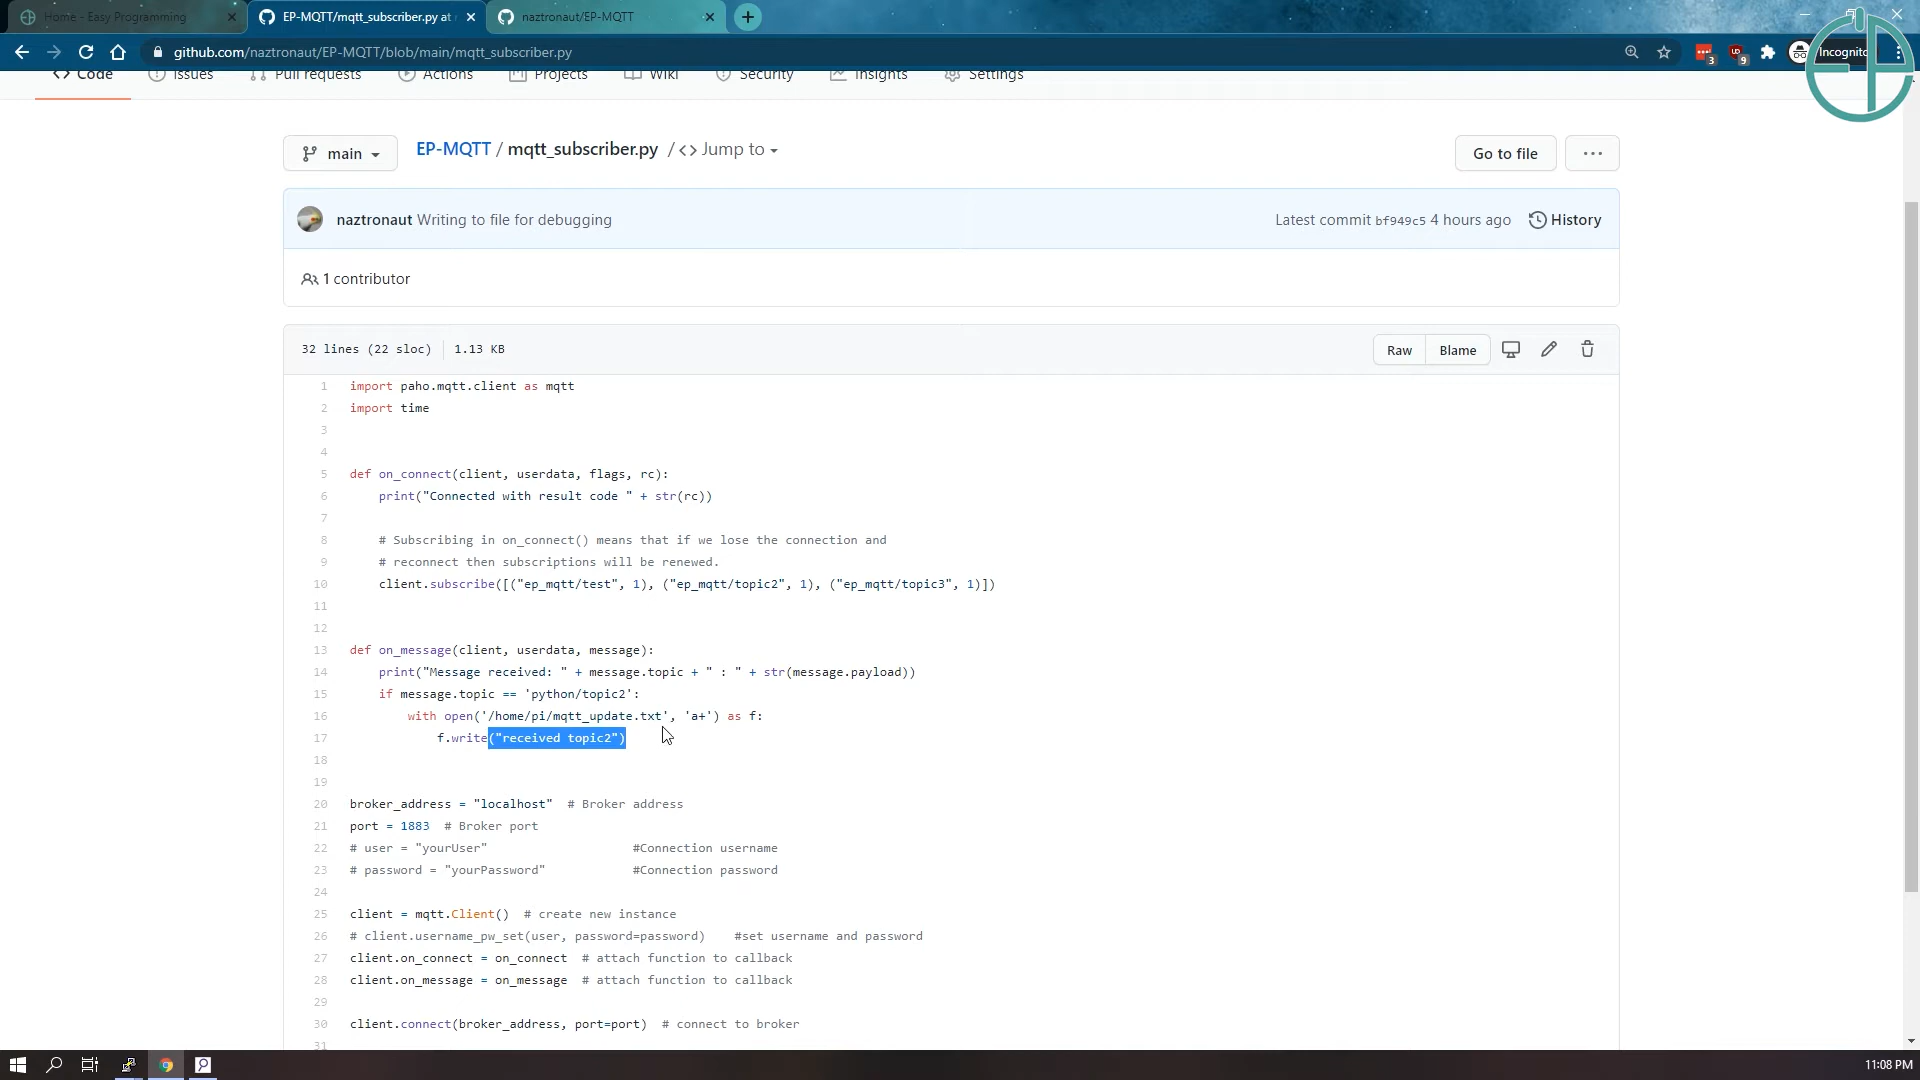 Home - Easy Programming
EP-MQTT/mqtt_subscriber.py at
naztronaut/EP-MQTT
github.com/naztronaut/EP-MQTT/blob/main/mqtt_subscriber.py
3
9
Incognito
EP
<> Code
Issues
Pull requests
Actions
Projects
Wiki
Security
Insights
Settings
main
EP-MQTT / mqtt_subscriber.py / <> Jump to
Go to file
...
naztronaut Writing to file for debugging
Latest commit bf949c5 4 hours ago
History
1 contributor
32 lines (22 sloc) 1.13 KB
Raw
Blame
1 import paho.mqtt.client as mqtt
2 import time
3
4
5 def on_connect(client, userdata, flags, rc):
6 print("Connected with result code " + str(rc))
7
8 # Subscribing in on_connect() means that if we lose the connection and
9 # reconnect then subscriptions will be renewed.
10 client.subscribe([("ep_mqtt/test", 1), ("ep_mqtt/topic2", 1), ("ep_mqtt/topic3", 1)])
11
12
13 def on_message(client, userdata, message):
14 print("Message received: " + message.topic + " : " + str(message.payload))
15 if message.topic == 'python/topic2':
16 with open('/home/pi/mqtt_update.txt', 'a+') as f:
17 f.write("received topic2")
18
19
20 broker_address = "localhost" # Broker address
21 port = 1883 # Broker port
22 # user = "yourUser" #Connection username
23 # password = "yourPassword" #Connection password
24
25 client = mqtt.Client() # create new instance
26 # client.username_pw_set(user, password=password) #set username and password
27 client.on_connect = on_connect # attach function to callback
28 client.on_message = on_message # attach function to callback
29
30 client.connect(broker_address, port=port) # connect to broker
31
11:08 PM